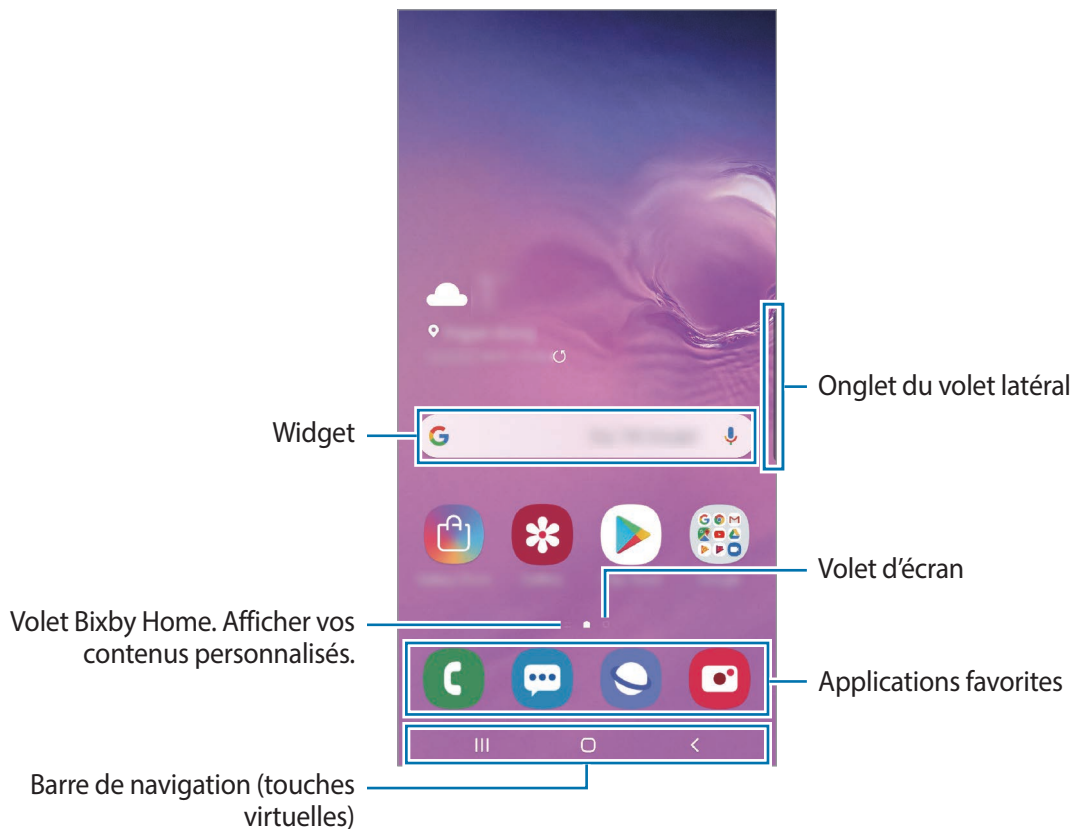 Onglet du volet latéral
Widget
Volet d'écran
Volet Bixby Home. Afficher vos
contenus personnalisés.
Applications favorites
Barre de navigation (touches
virtuelles)